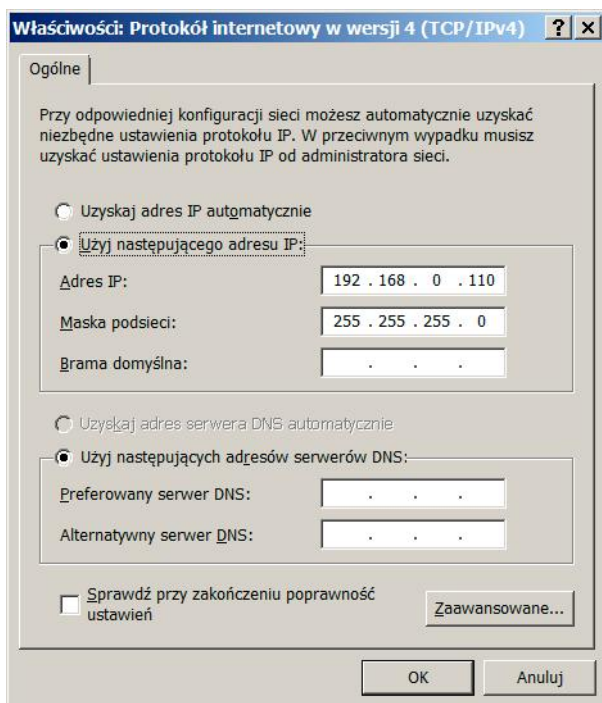 Właściwości: Protokół internetowy w wersji 4 (TCP/IPv4)
Ogólne
Przy odpowiedniej konfiguracji sieci możesz automatycznie uzyskać
niezbędne ustawienia protokołu IP. W przeciwnym wypadku musisz
uzyskać ustawienia protokołu IP od administratora sieci.
Uzyskaj adres IP automatycznie
Użyj następującego adresu IP:
Adres IP: 192 . 168 . 0 . 110
Maska podsieci: 255 . 255 . 255 . 0
Brama domyślna: . . .
Uzyskaj adres serwera DNS automatycznie
Użyj następujących adresów serwerów DNS:
Preferowany serwer DNS: . . .
Alternatywny serwer DNS: . . .
Sprawdź przy zakończeniu poprawność
ustawień
Zaawansowane...
OK Anuluj